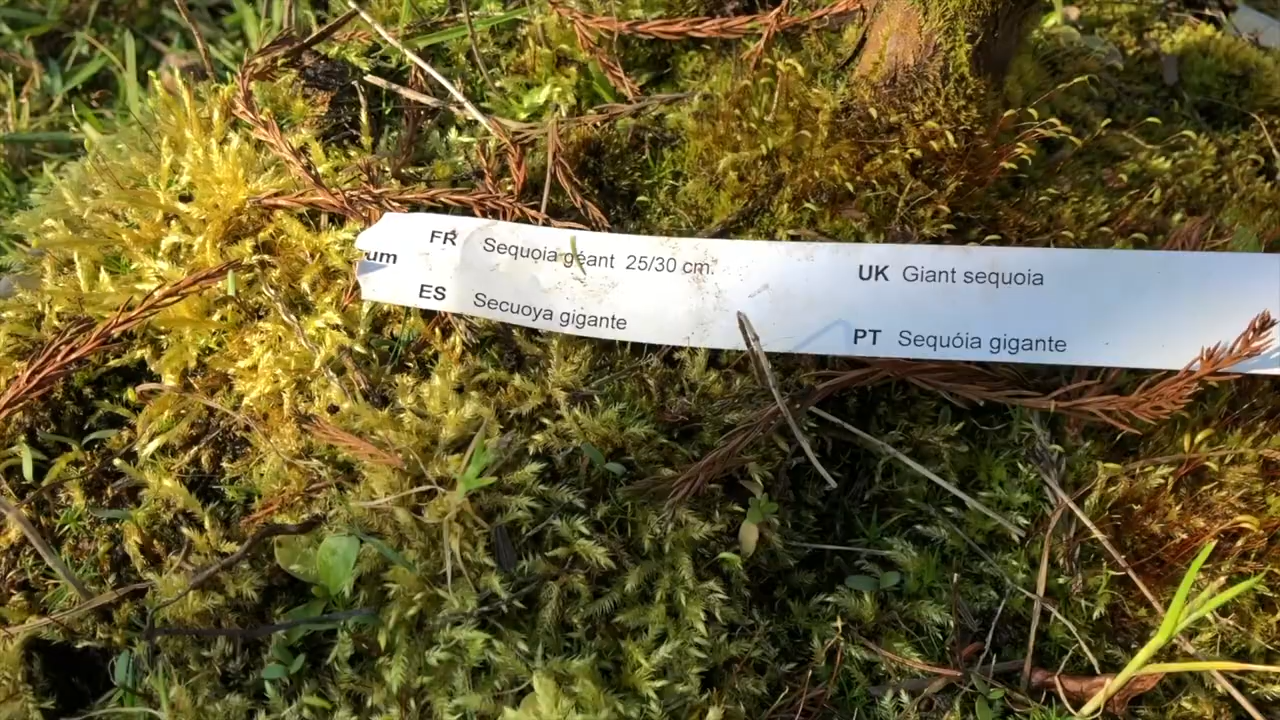 um
FR Sequoia géant 25/30 cm.
UK Giant sequoia
ES Secuoya gigante
PT Sequóia gigante